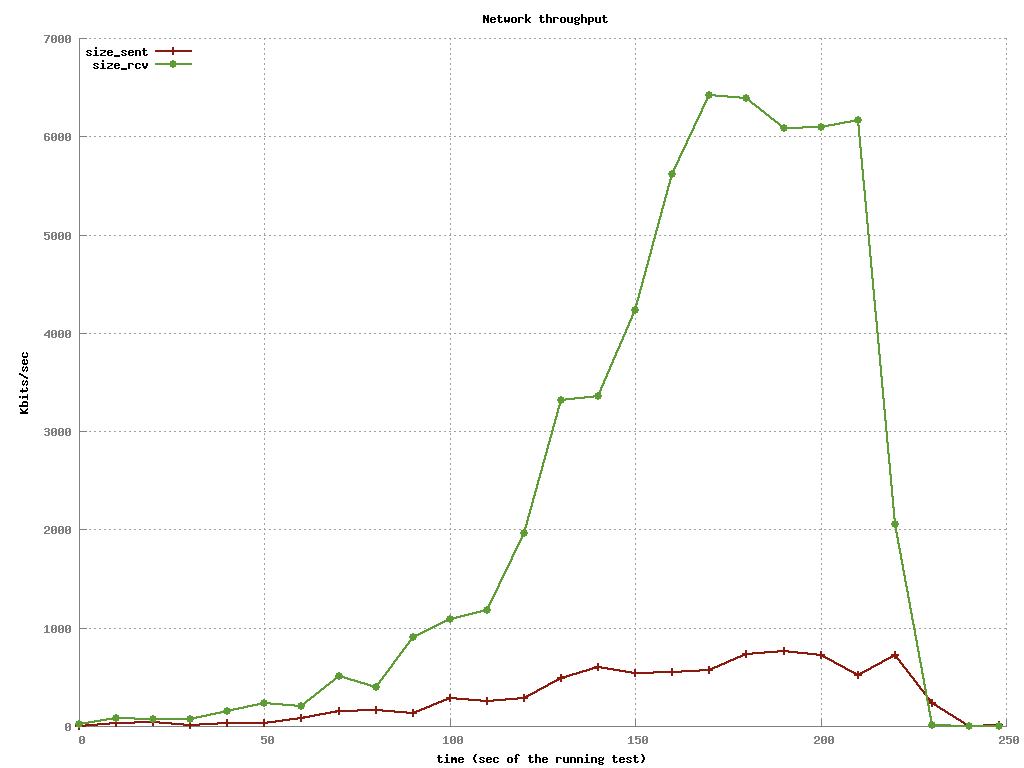 Network throughput
size_sent
size_rcv
7000
6000
5000
4000
3000
2000
1000
0
Kbits/sec
0 50 100 150 200 250
time (sec of the running test)